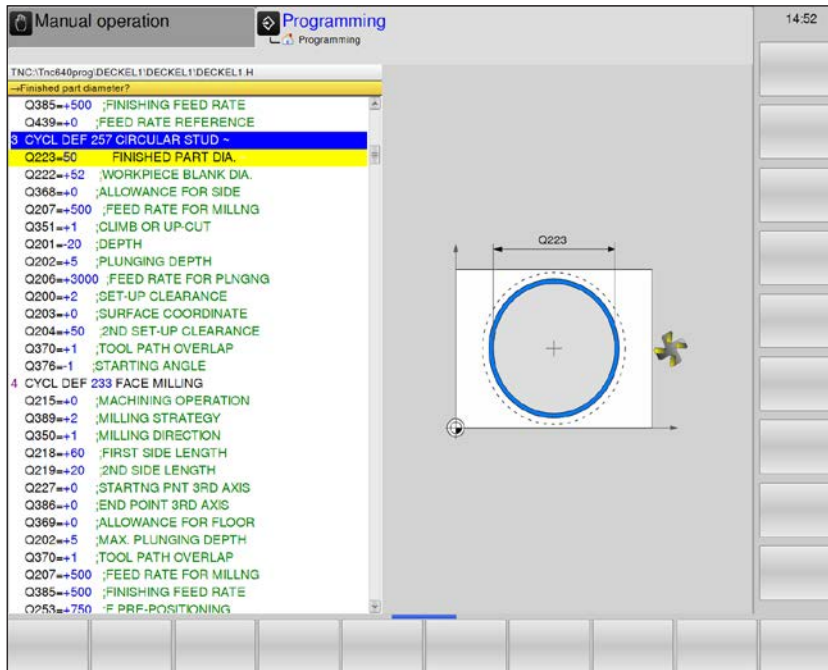 Manual operation
Programming
Programming
14:52
TNC:\Tnc640prog\DECKEL1\DECKEL1\DECKEL1.H
→Finished part diameter?
Q385=+500 ;FINISHING FEED RATE
Q439=+0 ;FEED RATE REFERENCE
3 CYCL DEF 257 CIRCULAR STUD ~
Q223=50 FINISHED PART DIA.
Q222=+52 ;WORKPIECE BLANK DIA.
Q368=+0 ;ALLOWANCE FOR SIDE
Q207=+500 ;FEED RATE FOR MILLNG
Q351=+1 ;CLIMB OR UP-CUT
Q201=-20 ;DEPTH
Q202=+5 ;PLUNGING DEPTH
Q206=+3000 ;FEED RATE FOR PLNGNG
Q200=+2 ;SET-UP CLEARANCE
Q203=+0 ;SURFACE COORDINATE
Q204=+50 ;2ND SET-UP CLEARANCE
Q370=+1 ;TOOL PATH OVERLAP
Q376=-1 ;STARTING ANGLE
4 CYCL DEF 233 FACE MILLING
Q215=+0 ;MACHINING OPERATION
Q389=+2 ;MILLING STRATEGY
Q350=+1 ;MILLING DIRECTION
Q218=+60 ;FIRST SIDE LENGTH
Q219=+20 ;2ND SIDE LENGTH
Q227=+0 ;STARTNG PNT 3RD AXIS
Q386=+0 ;END POINT 3RD AXIS
Q369=+0 ;ALLOWANCE FOR FLOOR
Q202=+5 ;MAX. PLUNGING DEPTH
Q370=+1 ;TOOL PATH OVERLAP
Q207=+500 ;FEED RATE FOR MILLNG
Q385=+500 ;FINISHING FEED RATE
Q253=+750 ;F PRE-POSITIONING
Q223